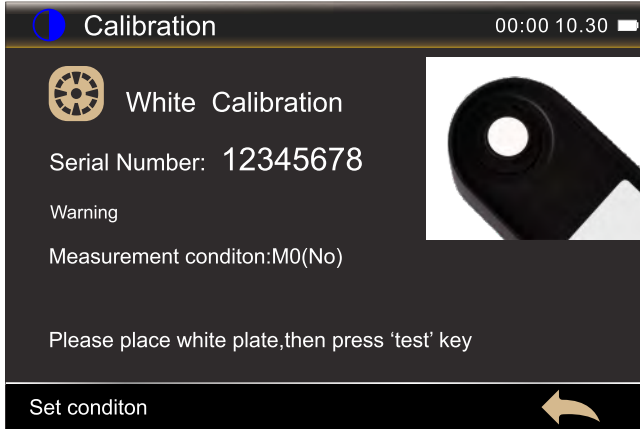 Calibration
00:00 10.30
White Calibration
Serial Number: 12345678
Warning
Measurement conditon:M0(No)
Please place white plate,then press ‘test’ key
Set conditon